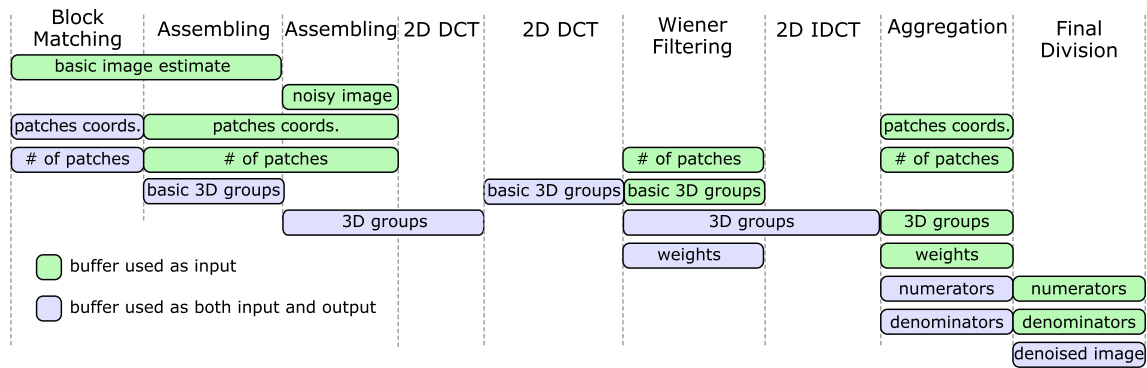 Block
Matching
Assembling
Assembling
2D DCT
2D DCT
Wiener
Filtering
2D IDCT
Aggregation
Final
Division
basic image estimate
noisy image
patches coords.
patches coords.
patches coords.
# of patches
# of patches
# of patches
# of patches
basic 3D groups
basic 3D groups
basic 3D groups
3D groups
3D groups
3D groups
buffer used as input
weights
weights
buffer used as both input and output
numerators
numerators
denominators
denominators
denoised image